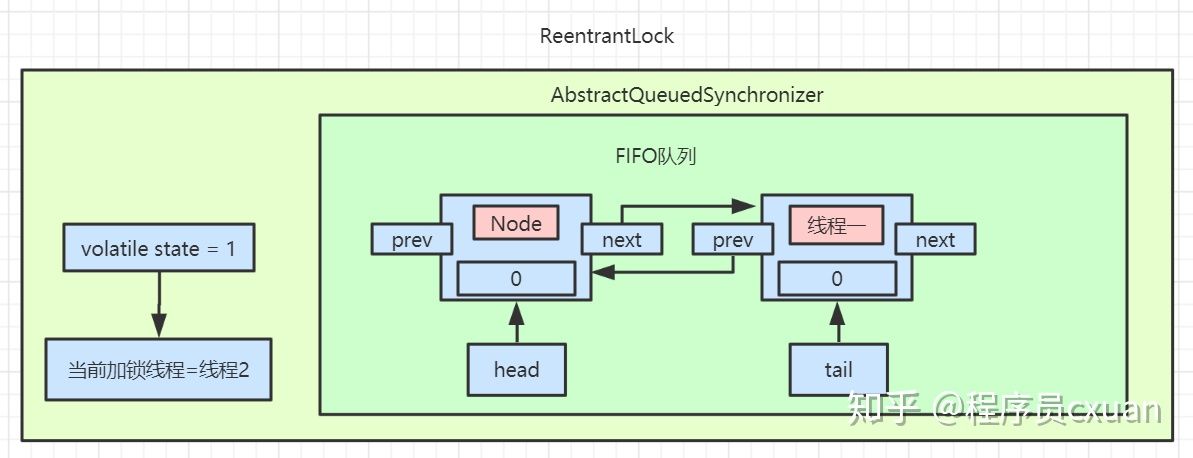 ReentrantLock
AbstractQueuedSynchronizer
FIFO队列
Node
线程一
prev
next
prev
next
volatile state = 1
0
0
当前加锁线程=线程2
head
tail
知乎 @程序员cxuan